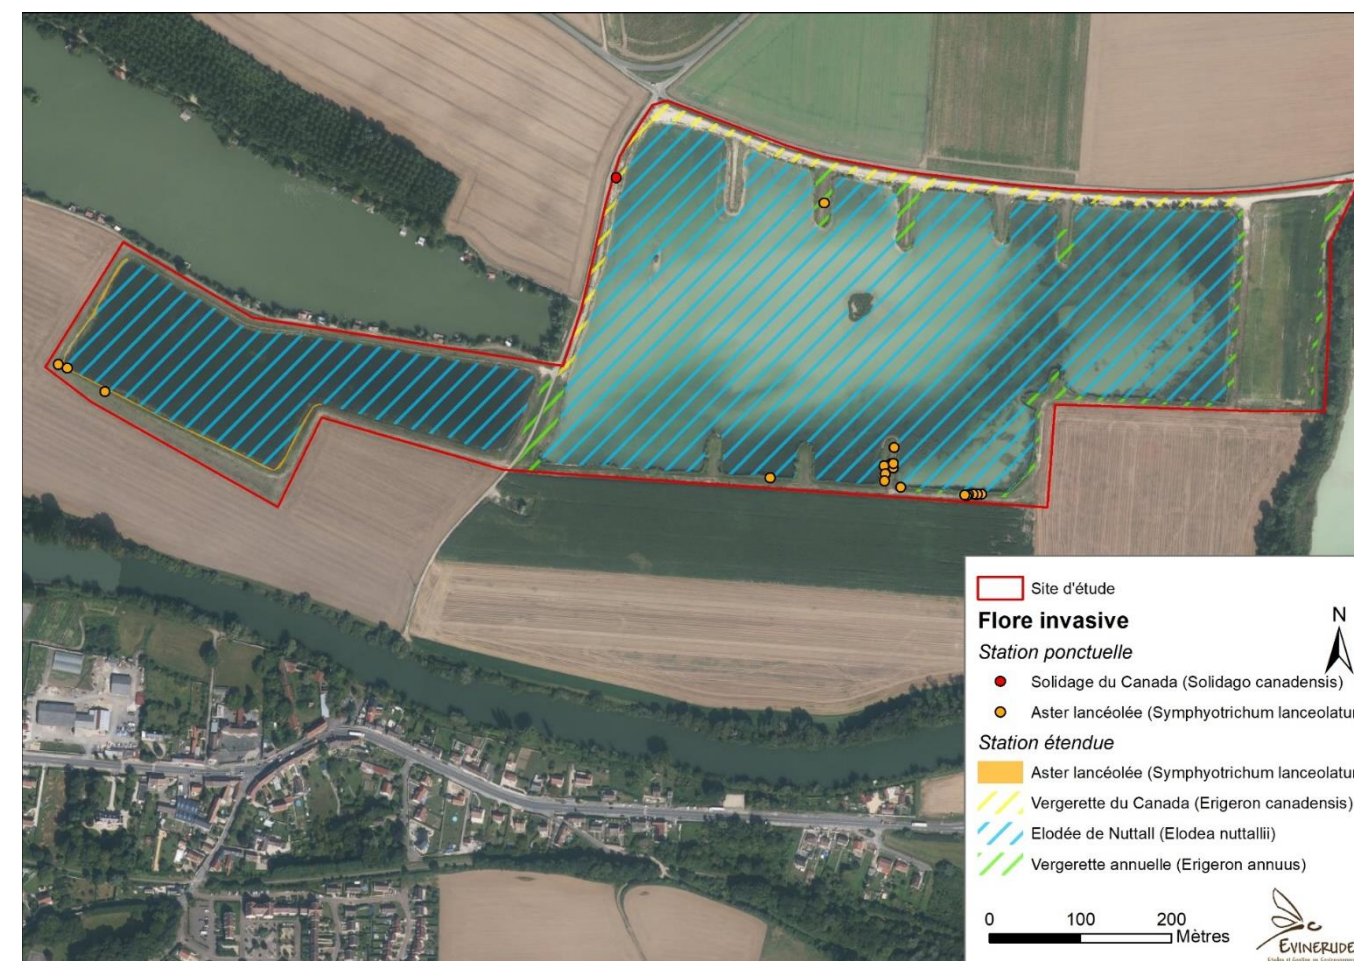 Site d'étude
Flore invasive
N
Station ponctuelle
Solidage du Canada (Solidago canadensis)
Aster lancéolée (Symphyotrichum lanceolatu
Station étendue
Aster lancéolée (Symphyotrichum lanceolatu
Vergerette du Canada (Erigeron canadensis)
Elodée de Nuttall (Elodea nuttallii)
Vergerette annuelle (Erigeron annuus)
0 100 200
Mètres
EVINERUDE